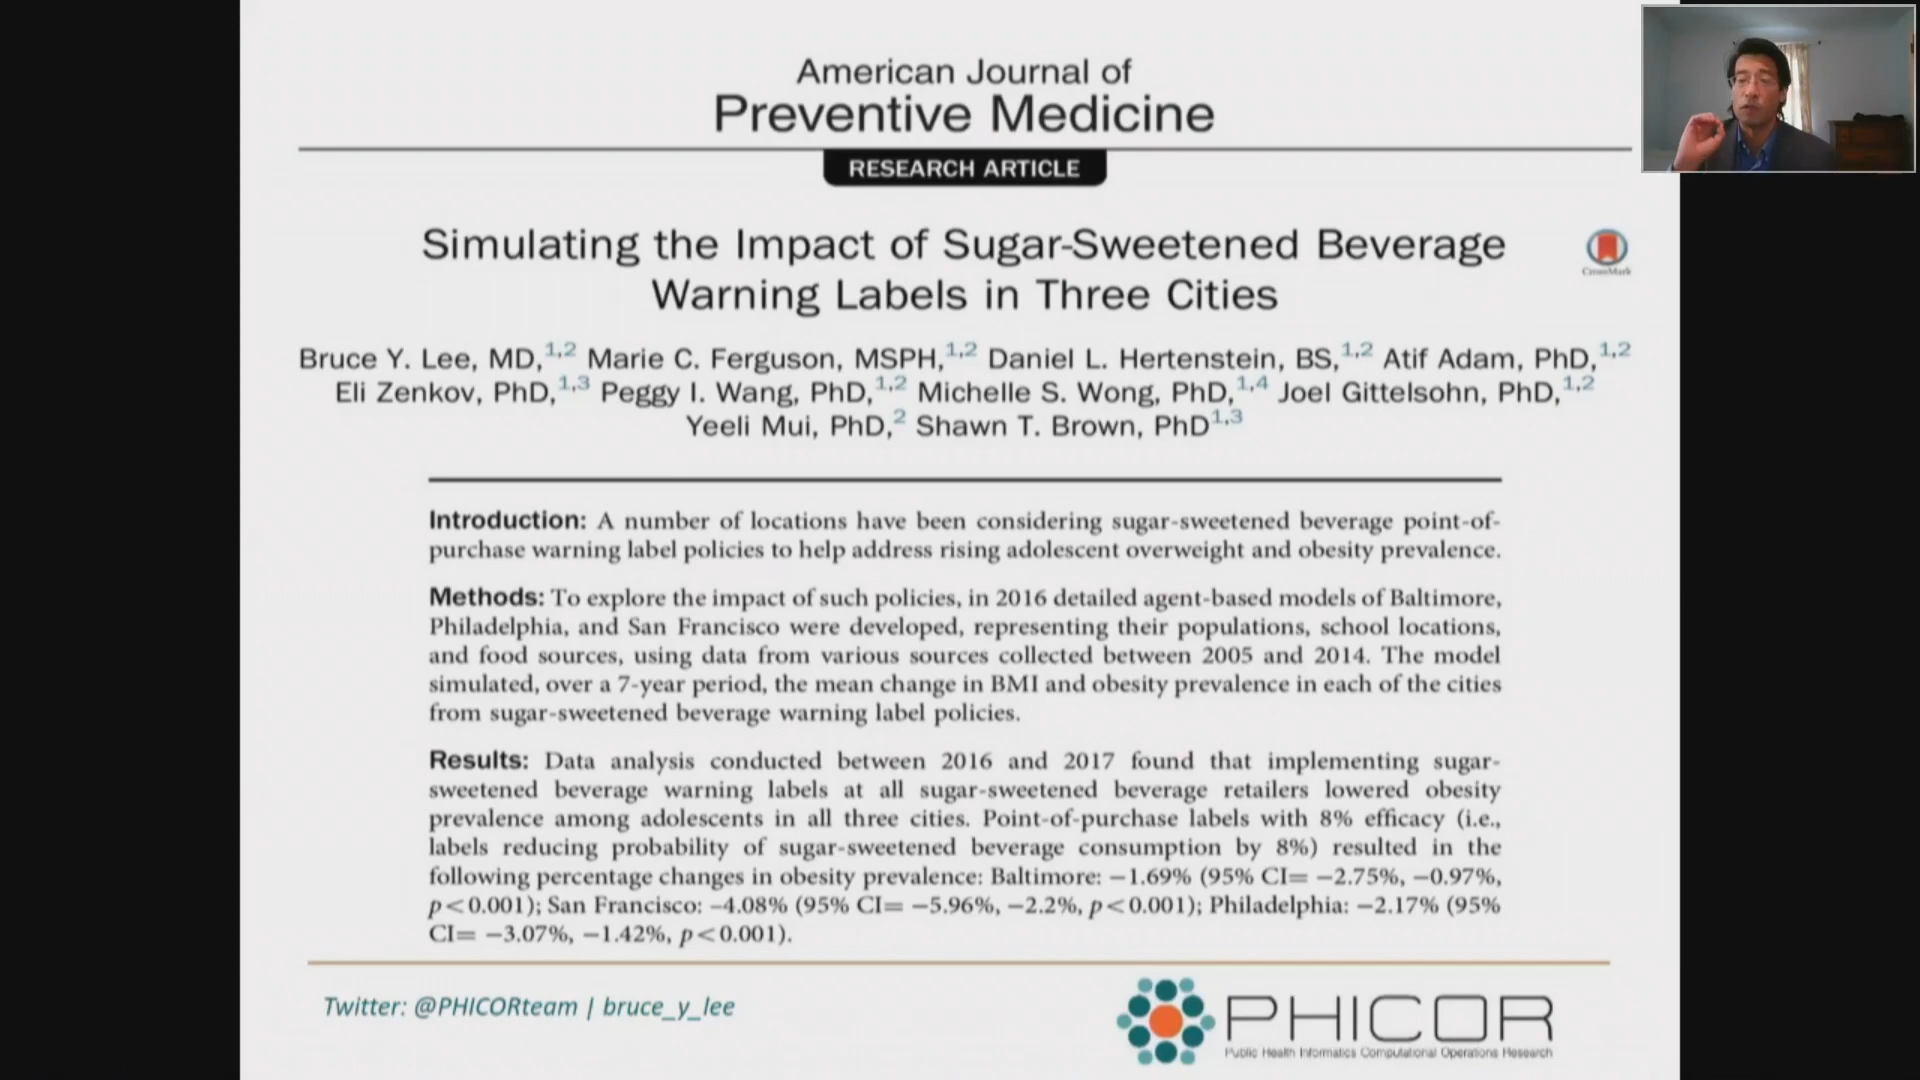 American Journal of
Preventive Medicine
RESEARCH ARTICLE
Simulating the Impact of Sugar-Sweetened Beverage
Warning Labels in Three Cities
CrossMark
Bruce Y. Lee, MD,1,2 Marie C. Ferguson, MSPH,1,2 Daniel L. Hertenstein, BS,1,2 Atif Adam, PhD,1,2
Eli Zenkov, PhD,1,3 Peggy I. Wang, PhD,1,2 Michelle S. Wong, PhD,1,4 Joel Gittelsohn, PhD,1,2
Yeeli Mui, PhD,2 Shawn T. Brown, PhD1,3
Introduction: A number of locations have been considering sugar-sweetened beverage point-of-
purchase warning label policies to help address rising adolescent overweight and obesity prevalence.
Methods: To explore the impact of such policies, in 2016 detailed agent-based models of Baltimore,
Philadelphia, and San Francisco were developed, representing their populations, school locations,
and food sources, using data from various sources collected between 2005 and 2014. The model
simulated, over a 7-year period, the mean change in BMI and obesity prevalence in each of the cities
from sugar-sweetened beverage warning label policies.
Results: Data analysis conducted between 2016 and 2017 found that implementing sugar-
sweetened beverage warning labels at all sugar-sweetened beverage retailers lowered obesity
prevalence among adolescents in all three cities. Point-of-purchase labels with 8% efficacy (i.e.,
labels reducing probability of sugar-sweetened beverage consumption by 8%) resulted in the
following percentage changes in obesity prevalence: Baltimore: −1.69% (95% CI= −2.75%, −0.97%,
p<0.001); San Francisco: −4.08% (95% CI= −5.96%, −2.2%, p<0.001); Philadelphia: −2.17% (95%
CI= −3.07%, −1.42%, p<0.001).
Twitter: @PHICORteam | bruce_y_lee
PHICOR
Public Health Informatics Computational Operations Research